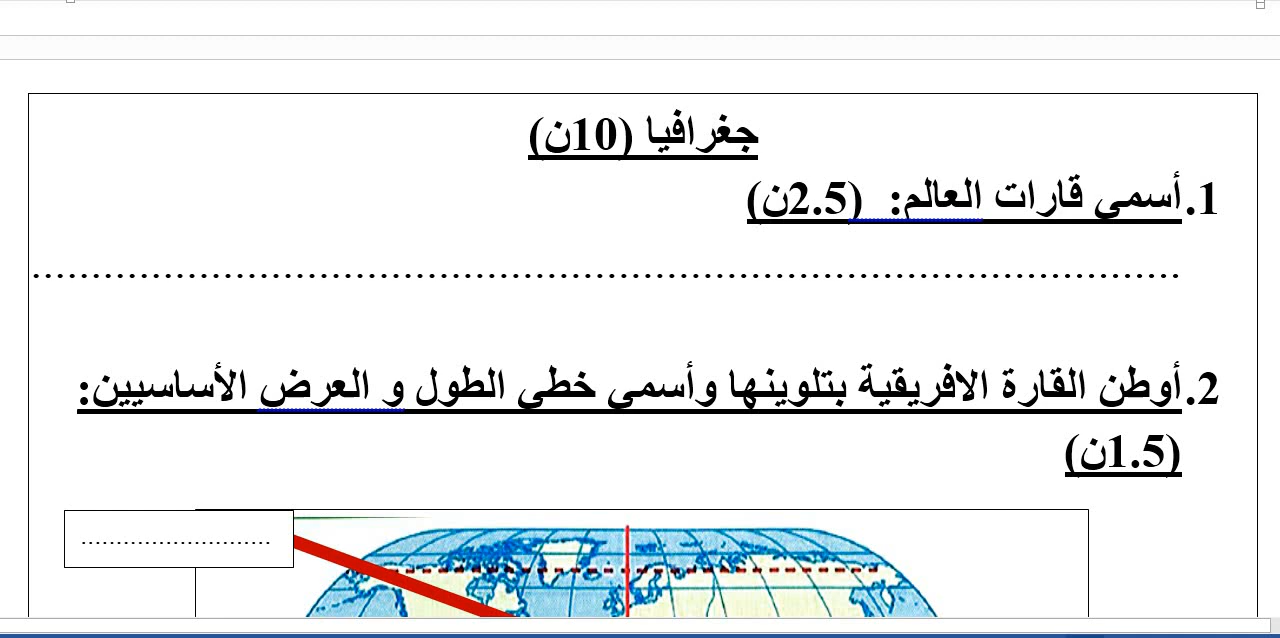 جغرافيا (10ن)
1.أسمي قارات العالم: (2.5ن)
................................................................................
2.أوطن القارة الافريقية بتلوينها وأسمي خطي الطول و العرض الأساسيين:
(1.5ن)
...........................